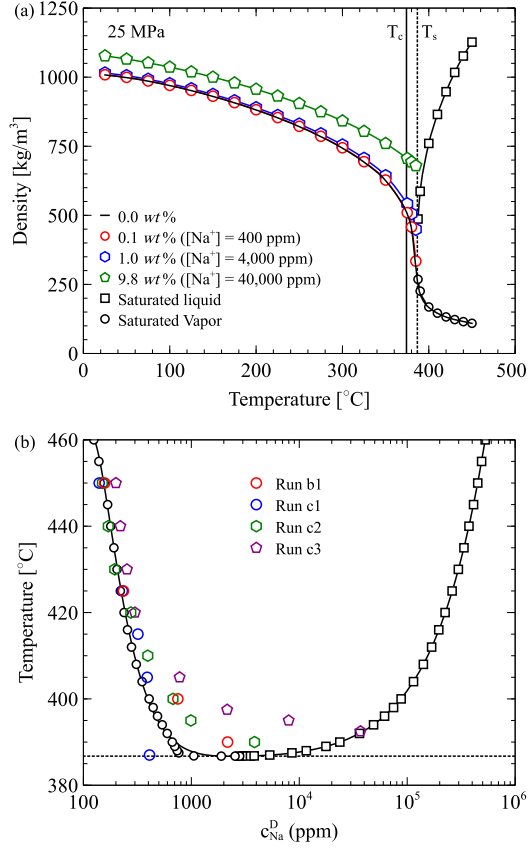 (a)
25 MPa
T_c
T_s
1250
1000
750
500
250
0
Density [kg/m³]
0.0 wt%
0.1 wt% ([Na⁺] = 400 ppm)
1.0 wt% ([Na⁺] = 4,000 ppm)
9.8 wt% ([Na⁺] = 40,000 ppm)
Saturated liquid
Saturated Vapor
0 100 200 300 400 500
Temperature [°C]
(b)
460
440
420
400
380
Temperature [°C]
Run b1
Run c1
Run c2
Run c3
100 1000 10⁴ 10⁵ 10⁶
c_Na^D (ppm)